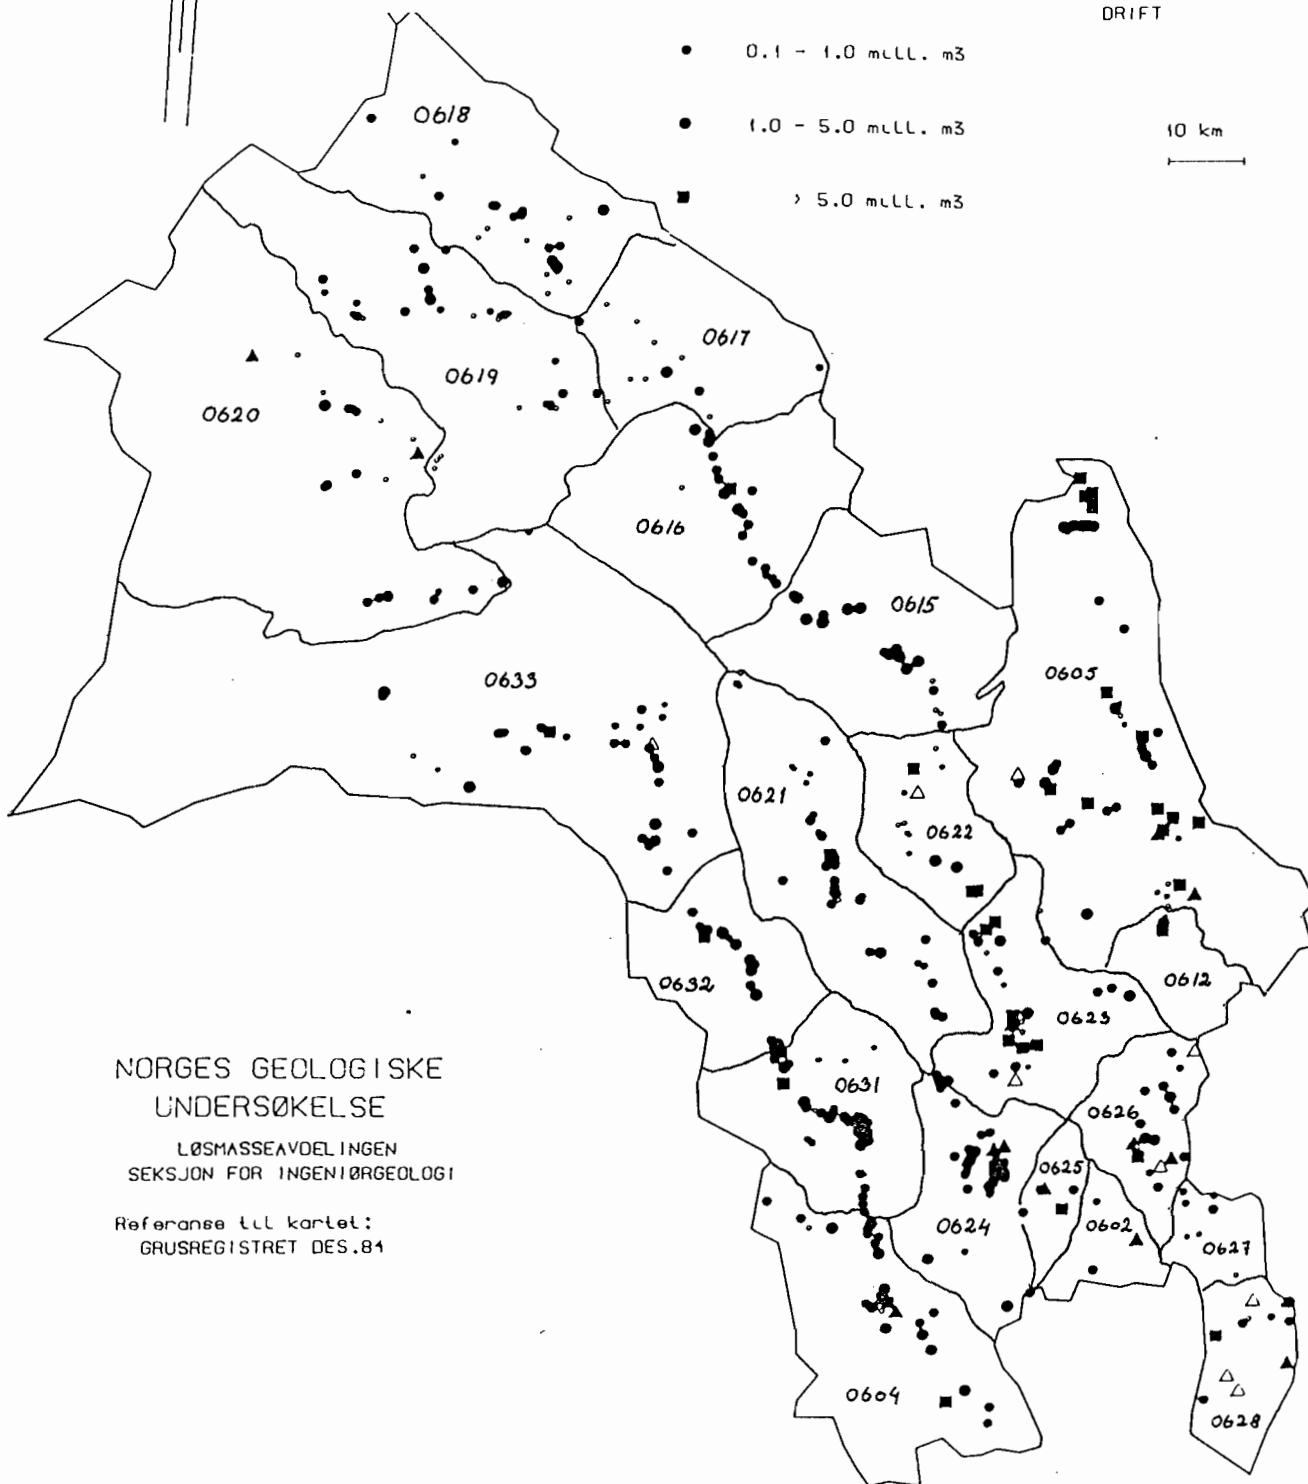 DRIFT
0.1 - 1.0 mill. m3
1.0 - 5.0 mill. m3
10 km
> 5.0 mill. m3
0618
0617
0619
0620
0616
0615
0605
0633
0621
0622
0632
0612
0623
0631
0626
0625
0624
0602
0627
0604
0628
NORGES GEOLOGISKE
UNDERSØKELSE
LØSMASSEAVDELINGEN
SEKSJON FOR INGENIØRGEOLOGI
Referanse til kartet:
GRUSREGISTRET DES.84